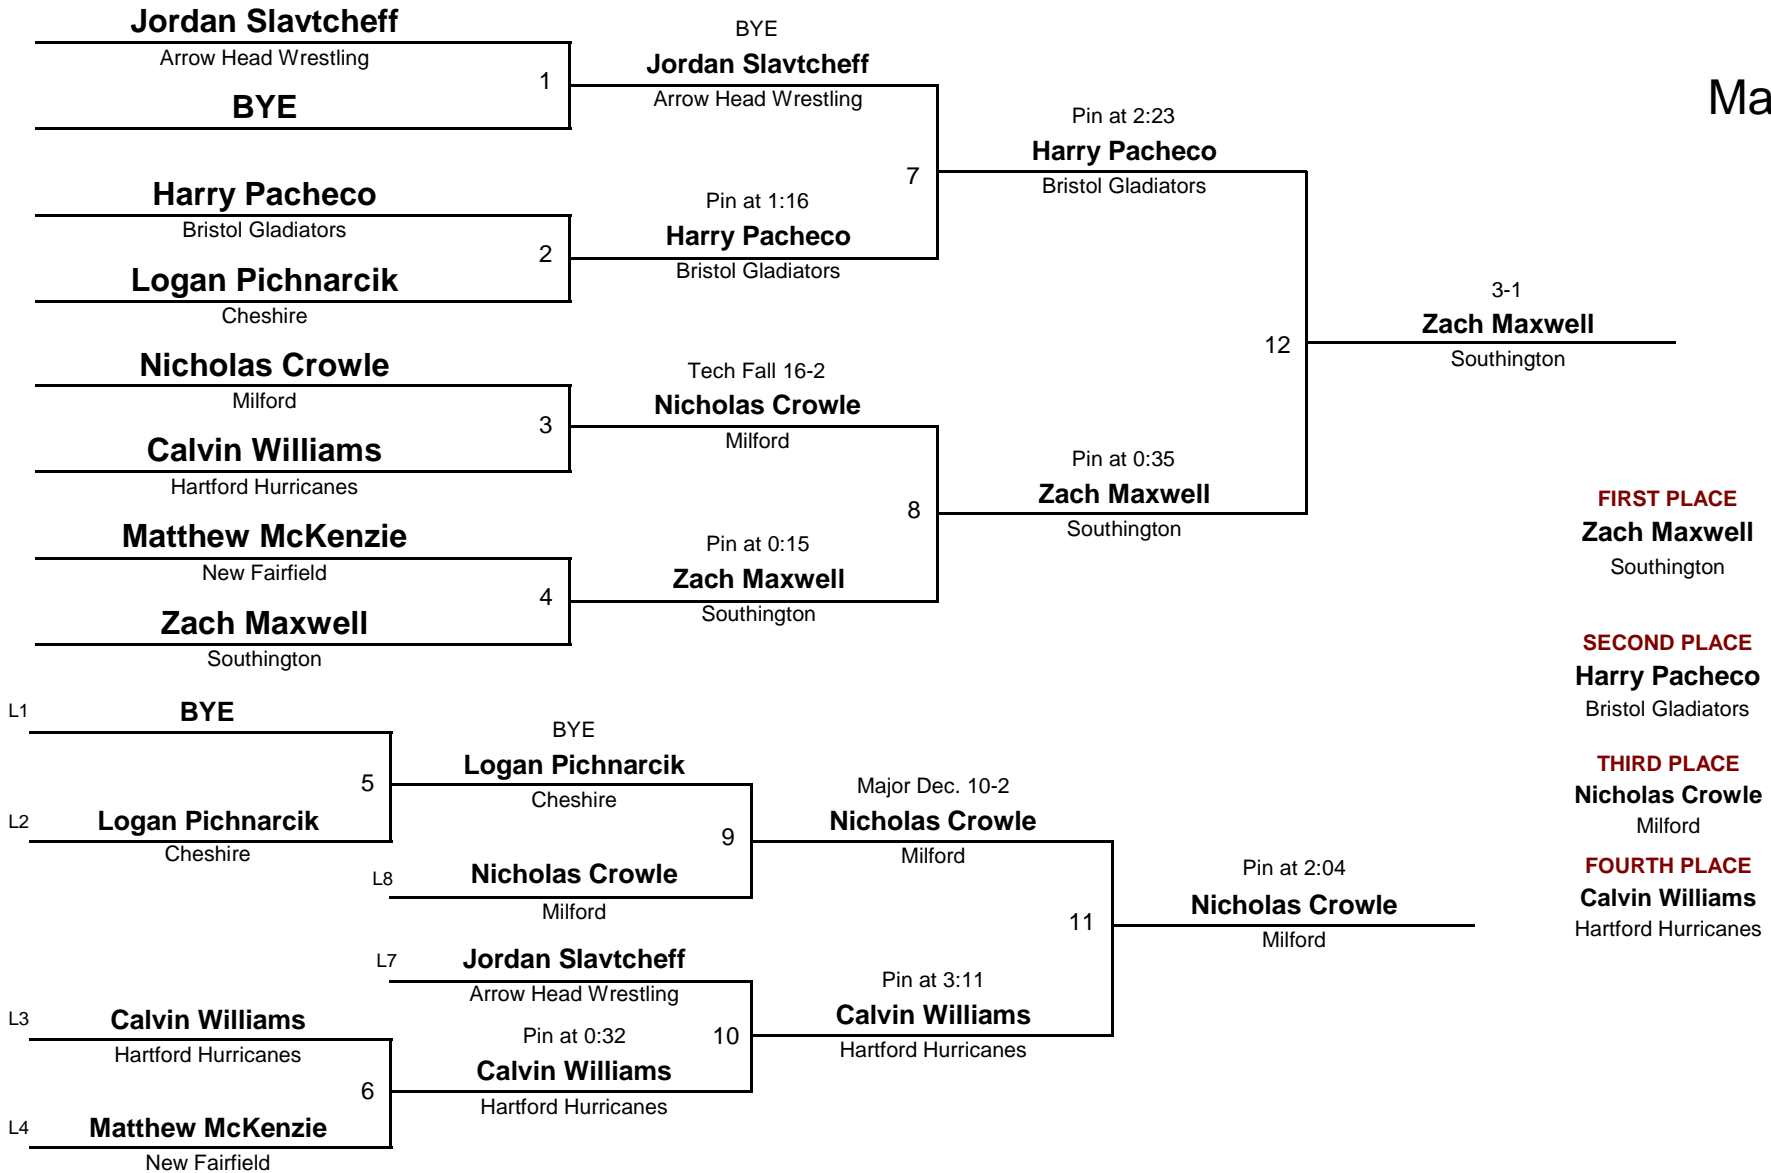 Jordan Slavtcheff
Arrow Head Wrestling
1
BYE
Harry Pacheco
Bristol Gladiators
2
Logan Pichnarcik
Cheshire
Nicholas Crowle
Milford
3
Calvin Williams
Hartford Hurricanes
Matthew McKenzie
New Fairfield
4
Zach Maxwell
Southington
BYE
Jordan Slavtcheff
Arrow Head Wrestling
7
Pin at 1:16
Harry Pacheco
Bristol Gladiators
Tech Fall 16-2
Nicholas Crowle
Milford
8
Pin at 0:15
Zach Maxwell
Southington
Pin at 2:23
Harry Pacheco
Bristol Gladiators
12
Pin at 0:35
Zach Maxwell
Southington
3-1
Zach Maxwell
Southington
Ma
FIRST PLACE
Zach Maxwell
Southington
SECOND PLACE
Harry Pacheco
Bristol Gladiators
THIRD PLACE
Nicholas Crowle
Milford
FOURTH PLACE
Calvin Williams
Hartford Hurricanes
L1
BYE
5
L2
Logan Pichnarcik
Cheshire
L3
Calvin Williams
Hartford Hurricanes
6
L4
Matthew McKenzie
New Fairfield
BYE
Logan Pichnarcik
Cheshire
9
L8
Nicholas Crowle
Milford
L7
Jordan Slavtcheff
Arrow Head Wrestling
10
Pin at 0:32
Calvin Williams
Hartford Hurricanes
Major Dec. 10-2
Nicholas Crowle
Milford
11
Pin at 3:11
Calvin Williams
Hartford Hurricanes
Pin at 2:04
Nicholas Crowle
Milford